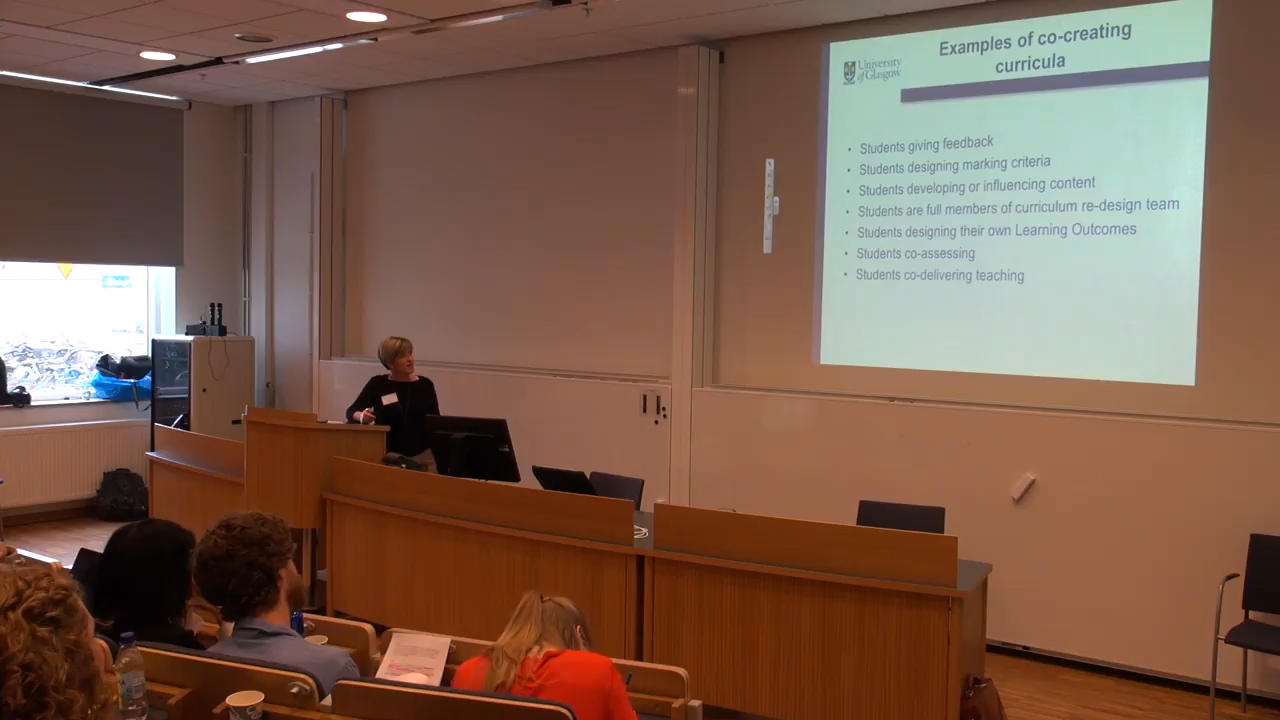 Examples of co-creating
curricula
University
of Glasgow
• Students giving feedback
• Students designing marking criteria
• Students developing or influencing content
• Students are full members of curriculum re-design team
• Students designing their own Learning Outcomes
• Students co-assessing
• Students co-delivering teaching